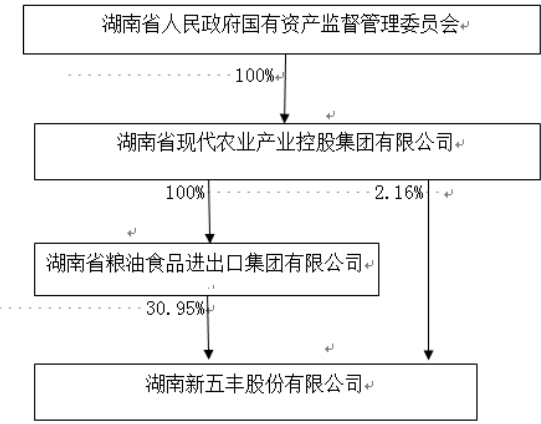 湖南省人民政府国有资产监督管理委员会
100%
湖南省现代农业产业控股集团有限公司
100% 2.16%
湖南省粮油食品进出口集团有限公司
30.95%
湖南新五丰股份有限公司